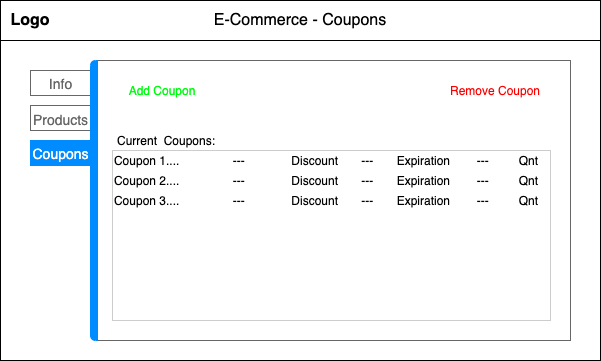 Logo
E-Commerce - Coupons
Info
Products
Coupons
Add Coupon
Remove Coupon
Current Coupons:
Coupon 1.... --- Discount --- Expiration --- Qnt
Coupon 2.... --- Discount --- Expiration --- Qnt
Coupon 3.... --- Discount --- Expiration --- Qnt